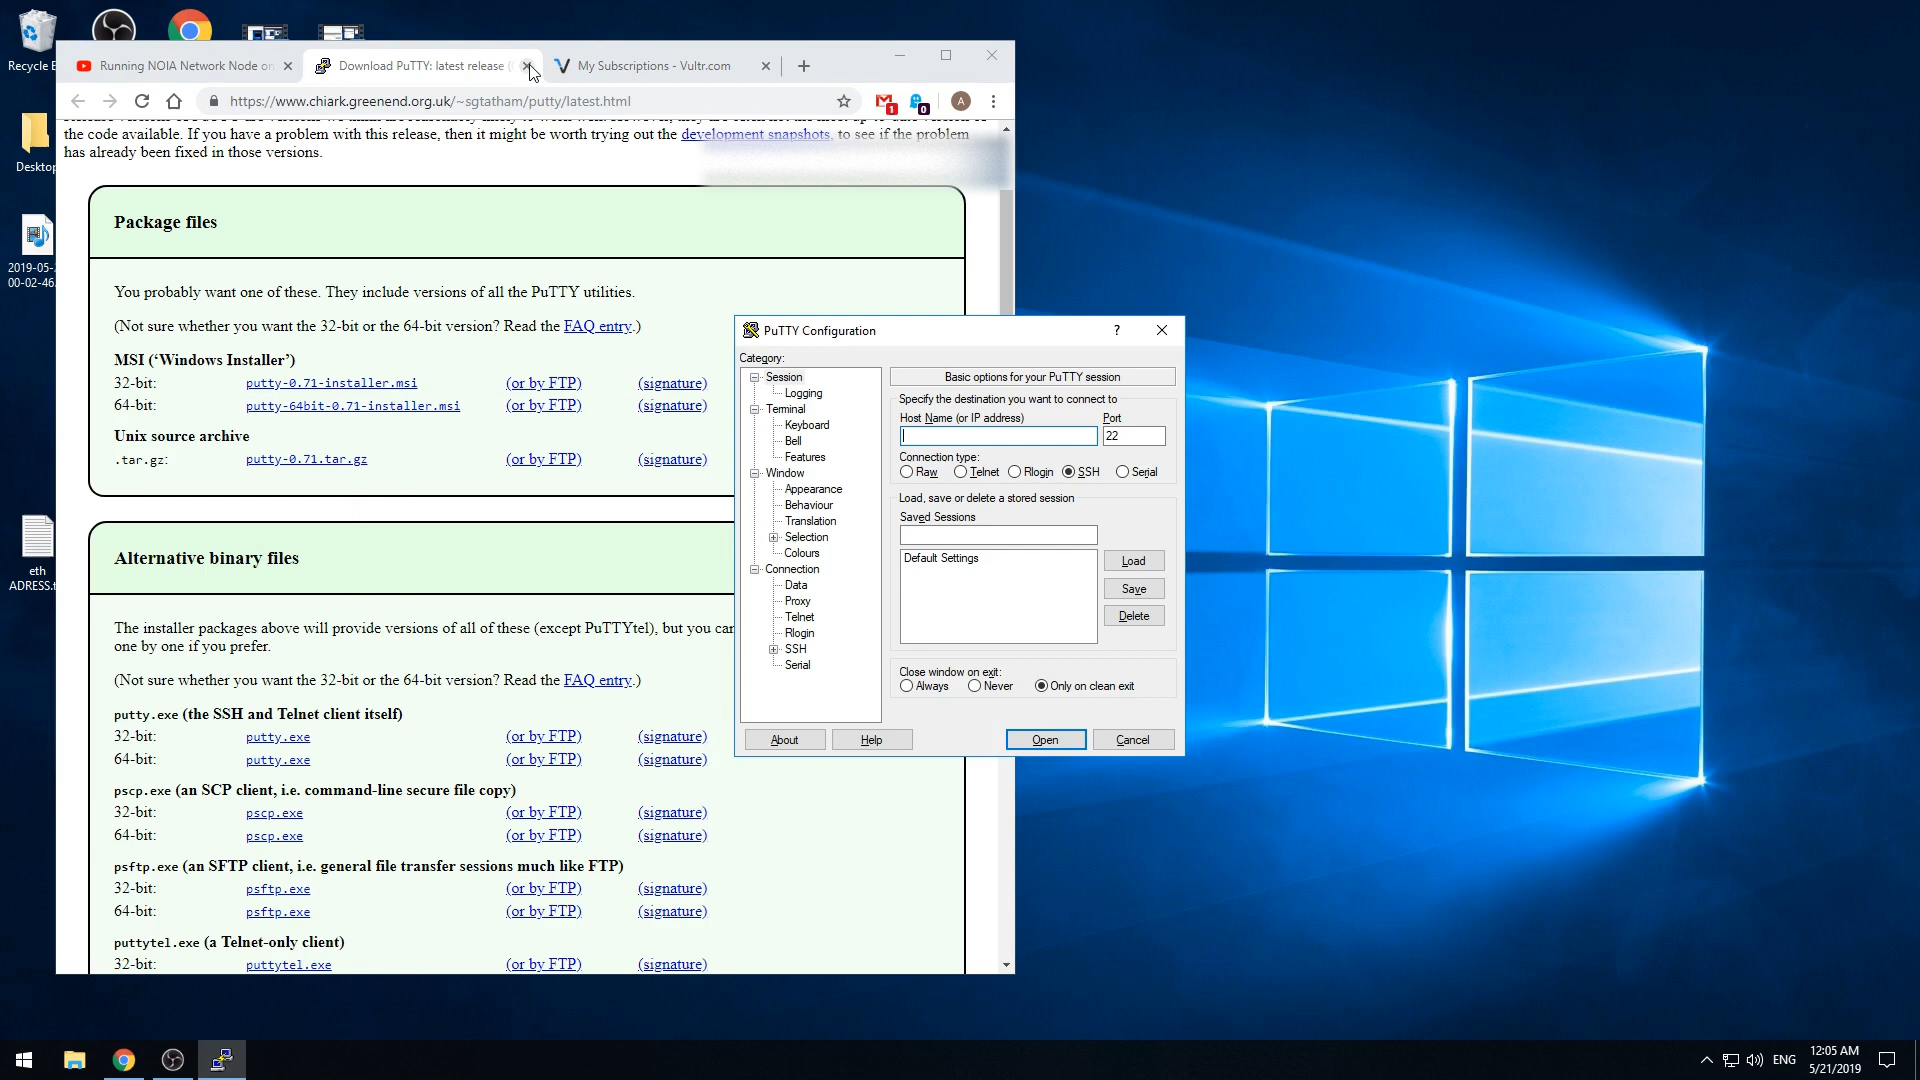 Recycle
Desktop
2019-05-
00-02-46.
eth
ADRESS.t
Running NOIA Network Node on
Download PuTTY: latest release (
My Subscriptions - Vultr.com
https://www.chiark.greenend.org.uk/~sgtatham/putty/latest.html
1
0
A
the code available. If you have a problem with this release, then it might be worth trying out the development snapshots, to see if the problem
has already been fixed in those versions.
Package files
You probably want one of these. They include versions of all the PuTTY utilities.
(Not sure whether you want the 32-bit or the 64-bit version? Read the FAQ entry.)
MSI (‘Windows Installer’)
32-bit: putty-0.71-installer.msi (or by FTP) (signature)
64-bit: putty-64bit-0.71-installer.msi (or by FTP) (signature)
Unix source archive
.tar.gz: putty-0.71.tar.gz (or by FTP) (signature)
Alternative binary files
The installer packages above will provide versions of all of these (except PuTTYtel), but you can
one by one if you prefer.
(Not sure whether you want the 32-bit or the 64-bit version? Read the FAQ entry.)
putty.exe (the SSH and Telnet client itself)
32-bit: putty.exe (or by FTP) (signature)
64-bit: putty.exe (or by FTP) (signature)
pscp.exe (an SCP client, i.e. command-line secure file copy)
32-bit: pscp.exe (or by FTP) (signature)
64-bit: pscp.exe (or by FTP) (signature)
psftp.exe (an SFTP client, i.e. general file transfer sessions much like FTP)
32-bit: psftp.exe (or by FTP) (signature)
64-bit: psftp.exe (or by FTP) (signature)
puttytel.exe (a Telnet-only client)
32-bit: puttytel.exe (or by FTP) (signature)
PuTTY Configuration
?
Category:
Session
Logging
Terminal
Keyboard
Bell
Features
Window
Appearance
Behaviour
Translation
Selection
Colours
Connection
Data
Proxy
Telnet
Rlogin
SSH
Serial
Basic options for your PuTTY session
Specify the destination you want to connect to
Host Name (or IP address) Port
22
Connection type:
Raw Telnet Rlogin SSH Serial
Load, save or delete a stored session
Saved Sessions
Default Settings
Load
Save
Delete
Close window on exit:
Always Never Only on clean exit
About Help Open Cancel
ENG
12:05 AM
5/21/2019